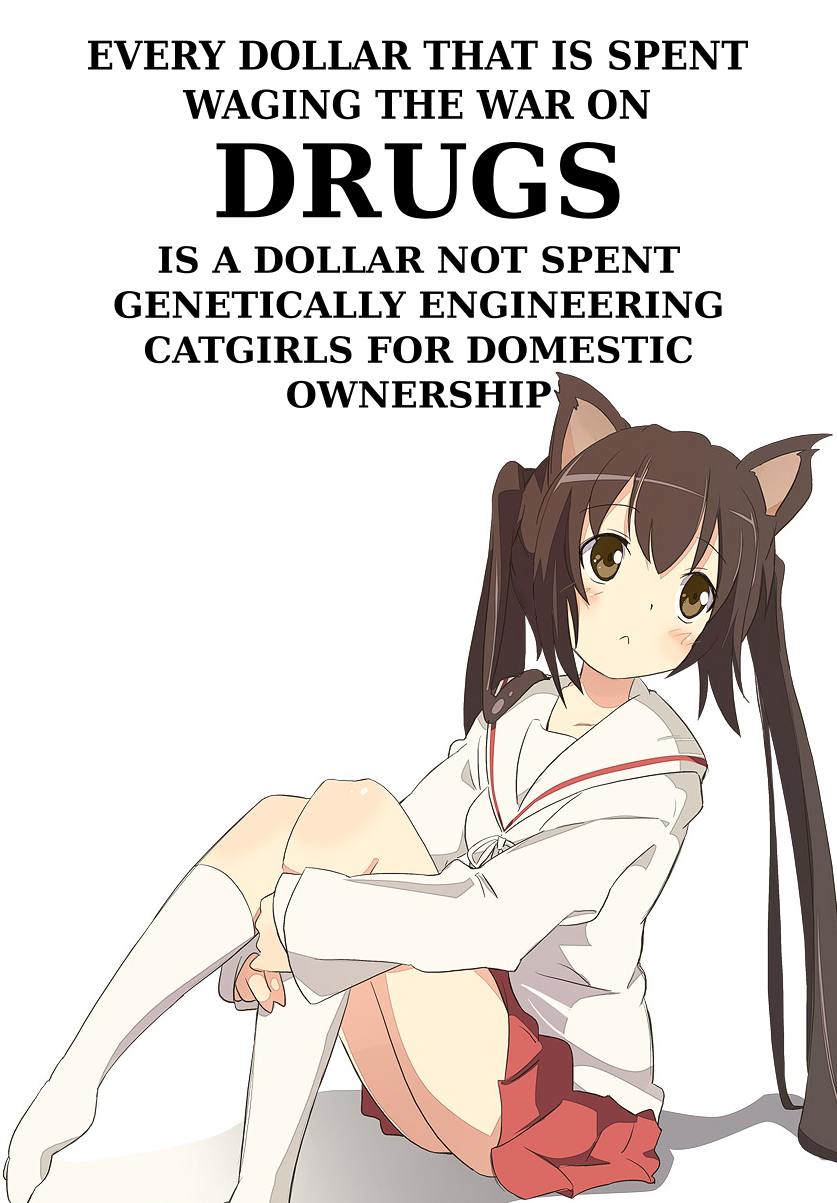 EVERY DOLLAR THAT IS SPENT
WAGING THE WAR ON
DRUGS
IS A DOLLAR NOT SPENT
GENETICALLY ENGINEERING
CATGIRLS FOR DOMESTIC
OWNERSHIP